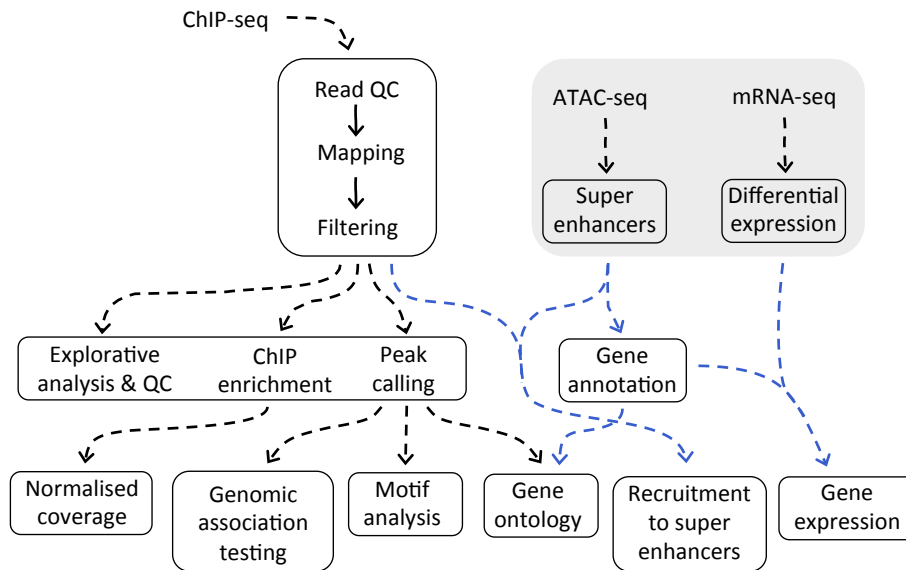 ChIP-seq
Read QC
Mapping
Filtering
ATAC-seq
mRNA-seq
Super
enhancers
Differential
expression
Explorative
analysis & QC
ChIP
enrichment
Peak
calling
Gene
annotation
Normalised
coverage
Genomic
association
testing
Motif
analysis
Gene
ontology
Recruitment
to super
enhancers
Gene
expression